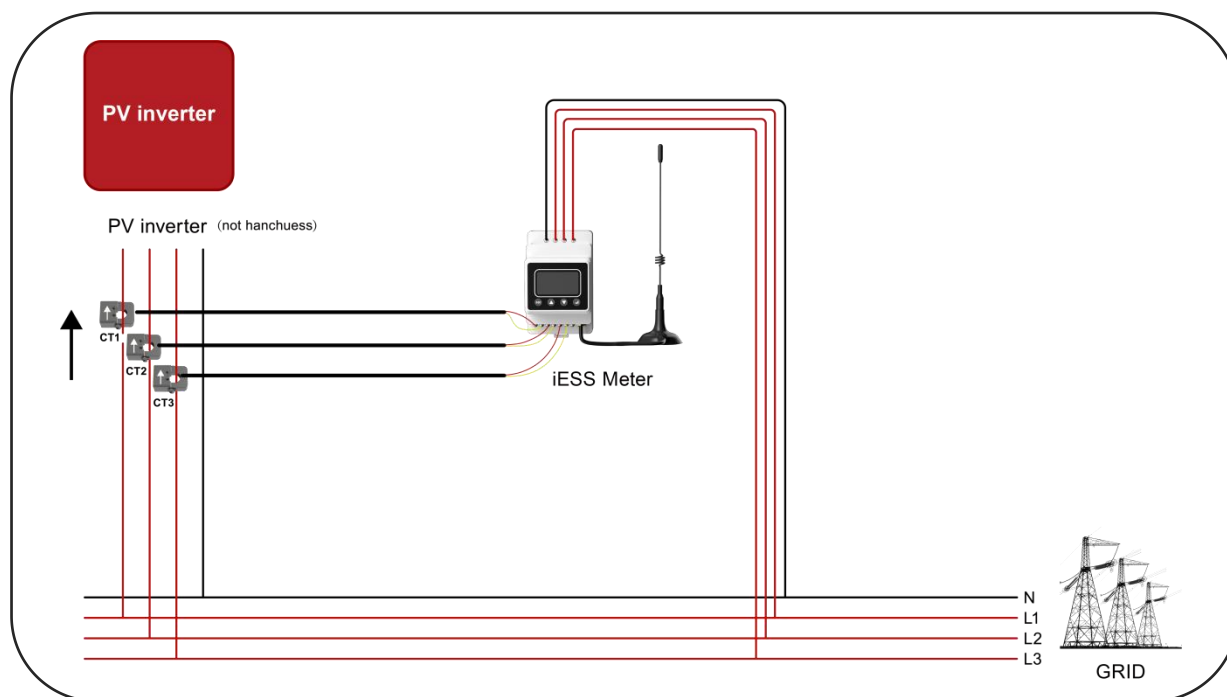 PV inverter
PV inverter (not hanchuess)
CT1
CT2
CT3
iESS Meter
N
L1
L2
L3
GRID